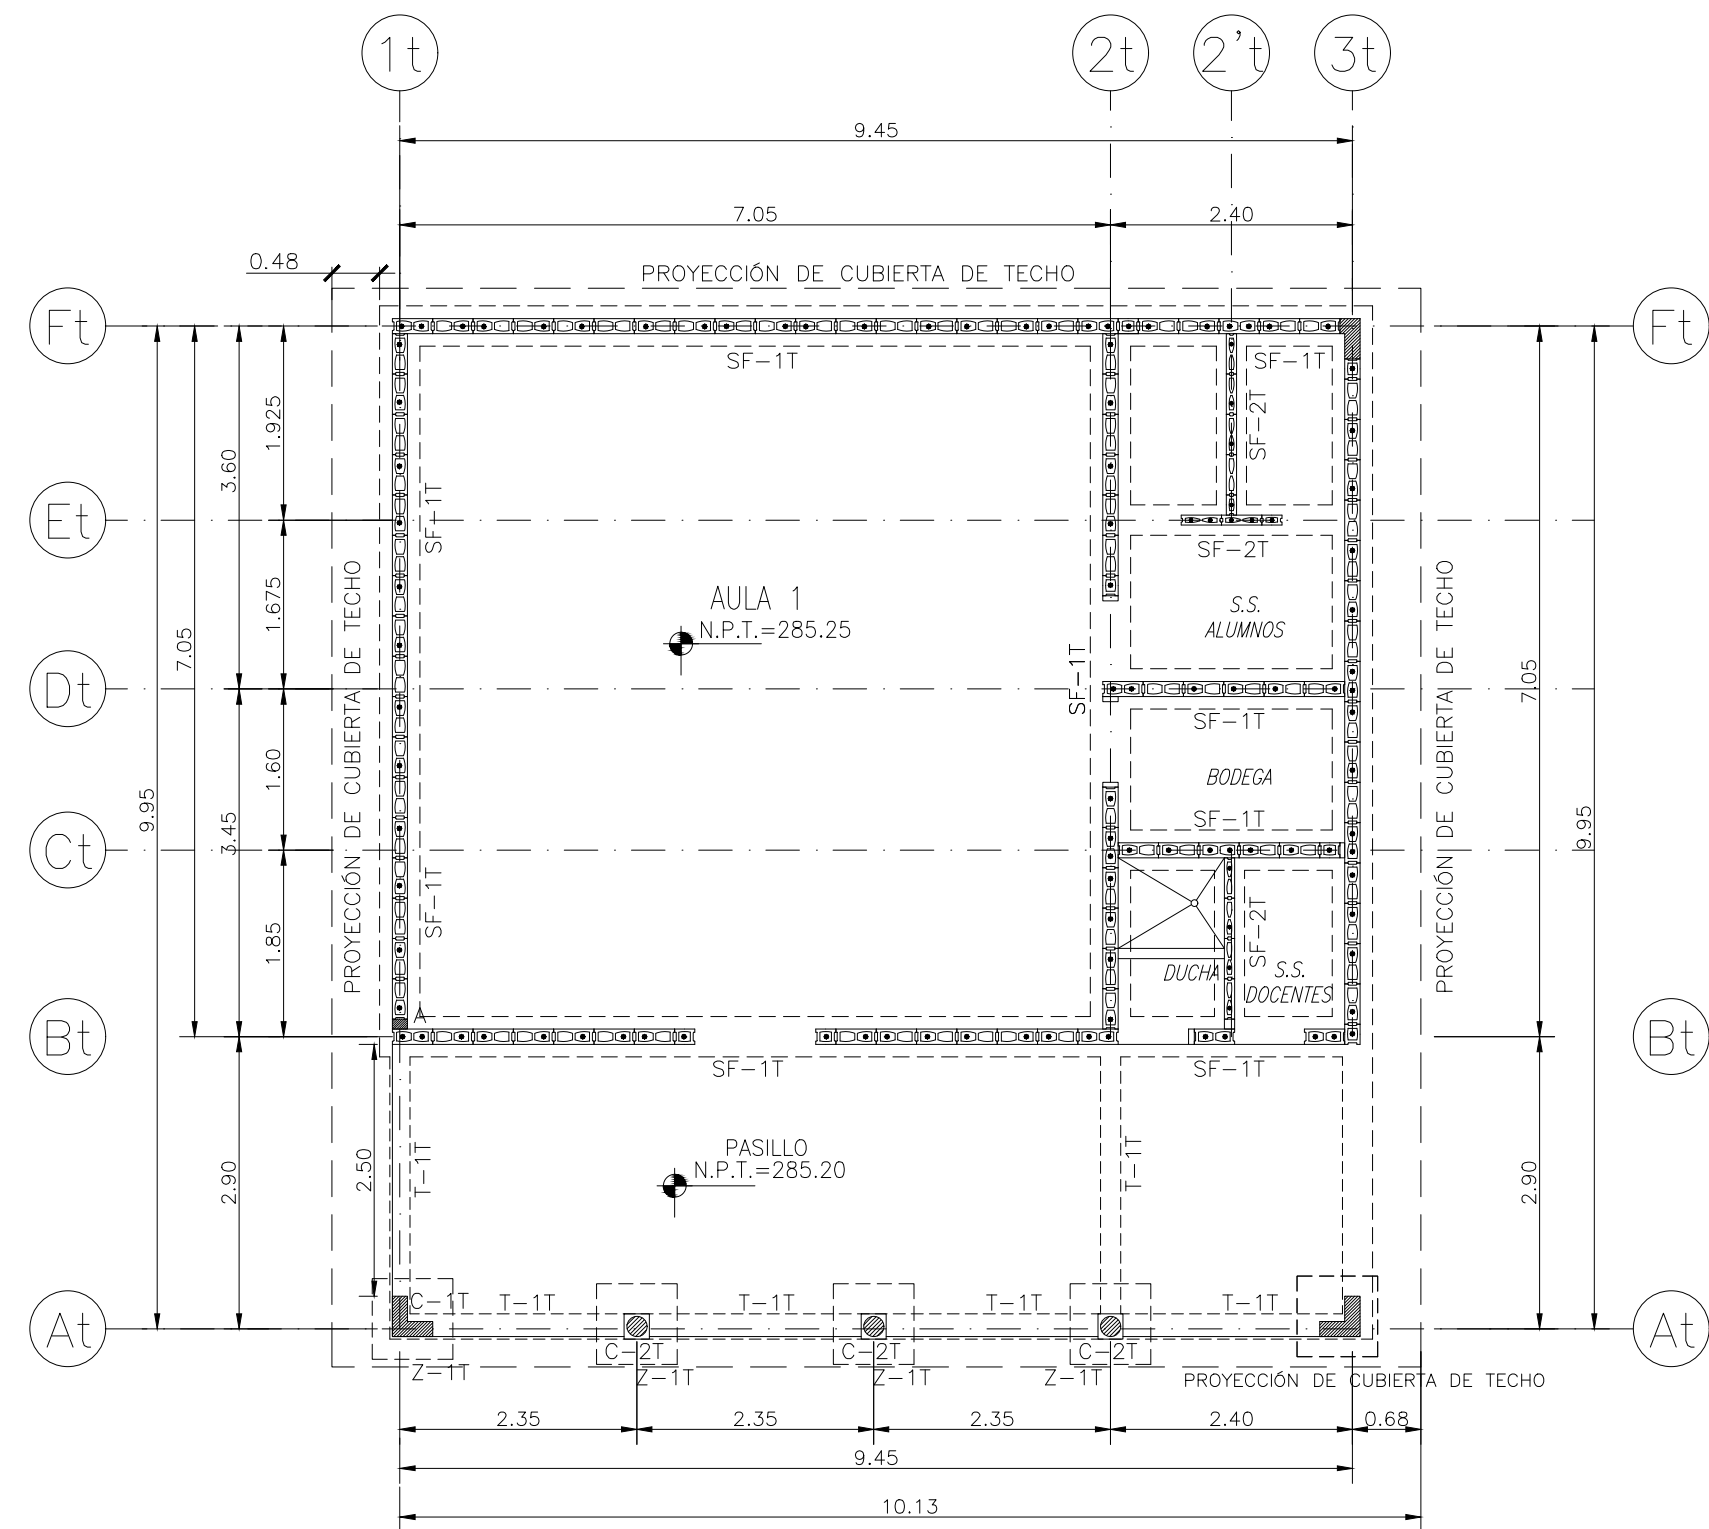 1t
2t
2't
3t
9.45
7.05
2.40
0.48
PROYECCIÓN DE CUBIERTA DE TECHO
Ft
Ft
SF-1T
SF-1T
1.925
3.60
SF-2T
Et
SF-1T
SF-2T
1.675
AULA 1
N.P.T.=285.25
S.S.
ALUMNOS
PROYECCIÓN DE CUBIERTA DE TECHO
PROYECCIÓN DE CUBIERTA DE TECHO
7.05
7.05
SF-1T
Dt
SF-1T
1.60
BODEGA
9.95
3.45
SF-1T
9.95
Ct
SF-1T
1.85
SF-2T
DUCHA
S.S.
DOCENTES
A
Bt
Bt
SF-1T
SF-1T
PASILLO
N.P.T.=285.20
2.50
T-1T
T-1T
2.90
2.90
C-1T
T-1T
T-1T
T-1T
T-1T
At
At
C-2T
C-2T
C-2T
Z-1T
Z-1T
Z-1T
Z-1T
PROYECCIÓN DE CUBIERTA DE TECHO
2.35
2.35
2.35
2.40
0.68
9.45
10.13